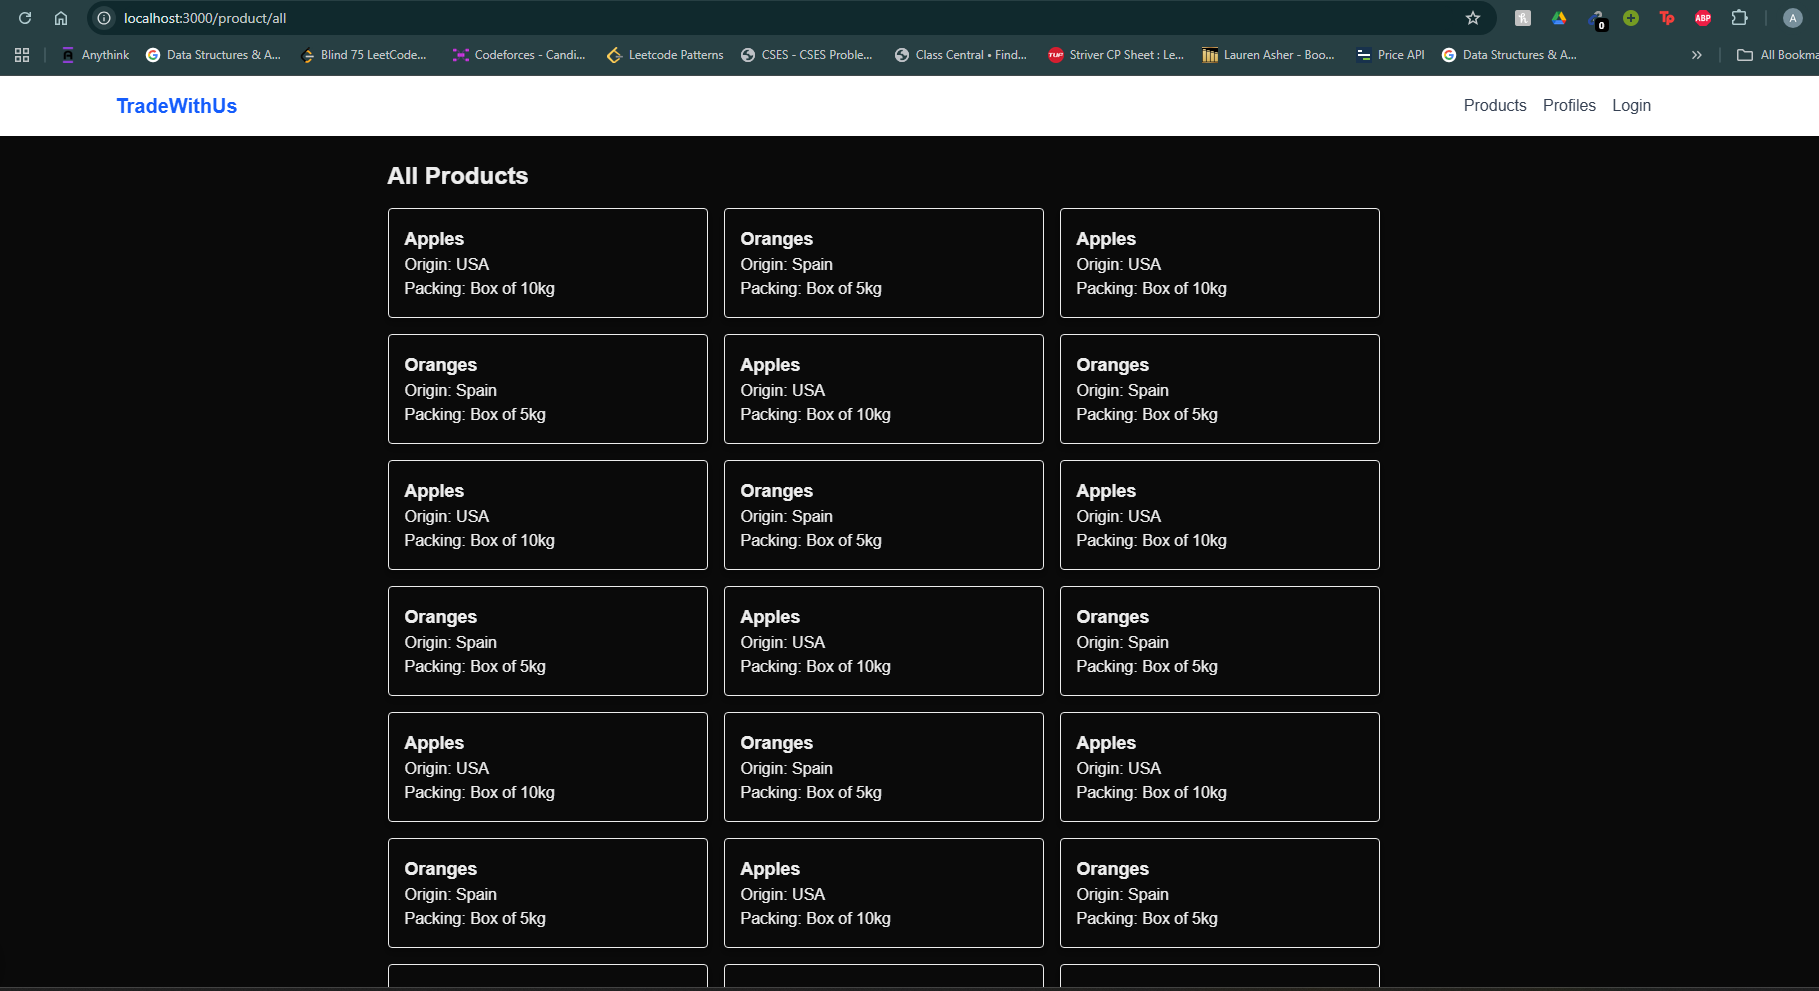 localhost:3000/product/all
Anythink
Data Structures & A...
Blind 75 LeetCode...
Codeforces - Candi...
Leetcode Patterns
CSES - CSES Proble...
Class Central • Find...
Striver CP Sheet : Le...
Lauren Asher - Boo...
Price API
Data Structures & A...
All Bookma
TradeWithUs
Products Profiles Login
All Products
Apples
Origin: USA
Packing: Box of 10kg
Oranges
Origin: Spain
Packing: Box of 5kg
Apples
Origin: USA
Packing: Box of 10kg
Oranges
Origin: Spain
Packing: Box of 5kg
Apples
Origin: USA
Packing: Box of 10kg
Oranges
Origin: Spain
Packing: Box of 5kg
Apples
Origin: USA
Packing: Box of 10kg
Oranges
Origin: Spain
Packing: Box of 5kg
Apples
Origin: USA
Packing: Box of 10kg
Oranges
Origin: Spain
Packing: Box of 5kg
Apples
Origin: USA
Packing: Box of 10kg
Oranges
Origin: Spain
Packing: Box of 5kg
Apples
Origin: USA
Packing: Box of 10kg
Oranges
Origin: Spain
Packing: Box of 5kg
Apples
Origin: USA
Packing: Box of 10kg
Oranges
Origin: Spain
Packing: Box of 5kg
Apples
Origin: USA
Packing: Box of 10kg
Oranges
Origin: Spain
Packing: Box of 5kg